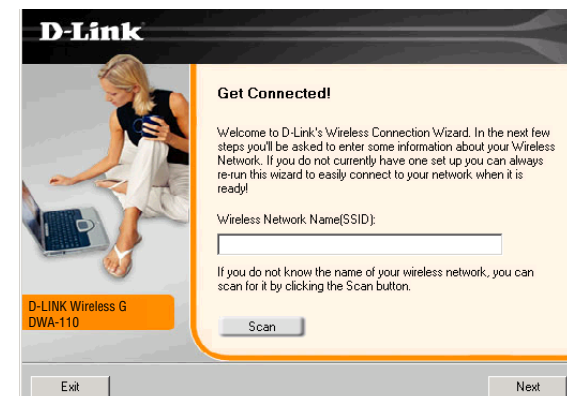 D-Link
Get Connected!
Welcome to D-Link's Wireless Connection Wizard. In the next few
steps you'll be asked to enter some information about your Wireless
Network. If you do not currently have one set up you can always
re-run this wizard to easily connect to your network when it is
ready!
Wireless Network Name(SSID):
If you do not know the name of your wireless network, you can
scan for it by clicking the Scan button.
D-LINK Wireless G
DWA-110
Scan
Exit
Next